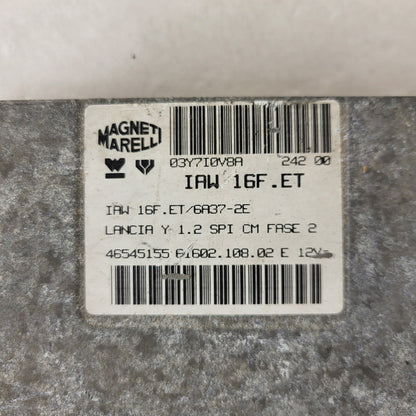 MAGNETI
MARELLI
03Y7I0V8A 242 00
IAW 16F.ET
IAW 16F.ET/6A37-2E
LANCIA Y 1.2 SPI CM FASE 2
46545155 61602.108.02 E 12V=